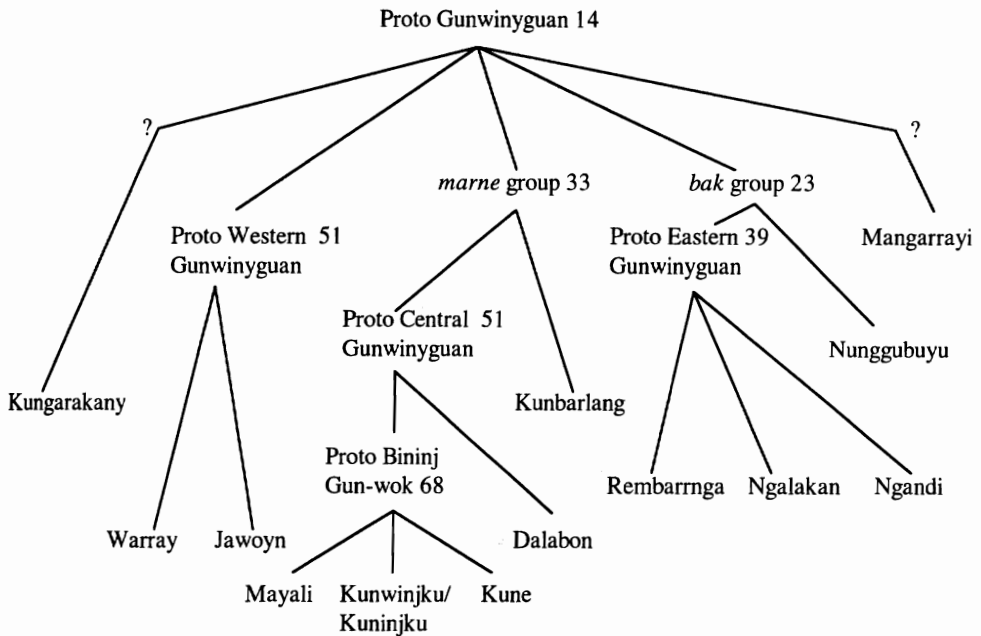 Proto Gunwinyguan 14
?
?
marne group 33
bak group 23
Proto Western 51
Gunwinyguan
Proto Eastern 39
Gunwinyguan
Mangarrayi
Proto Central 51
Gunwinyguan
Nunggubuyu
Kungarakany
Kunbarlang
Proto Bininj
Gun-wok 68
Rembarrnga
Ngalakan
Ngandi
Warray
Jawoyn
Dalabon
Mayali
Kunwinjku/
Kuninjku
Kune